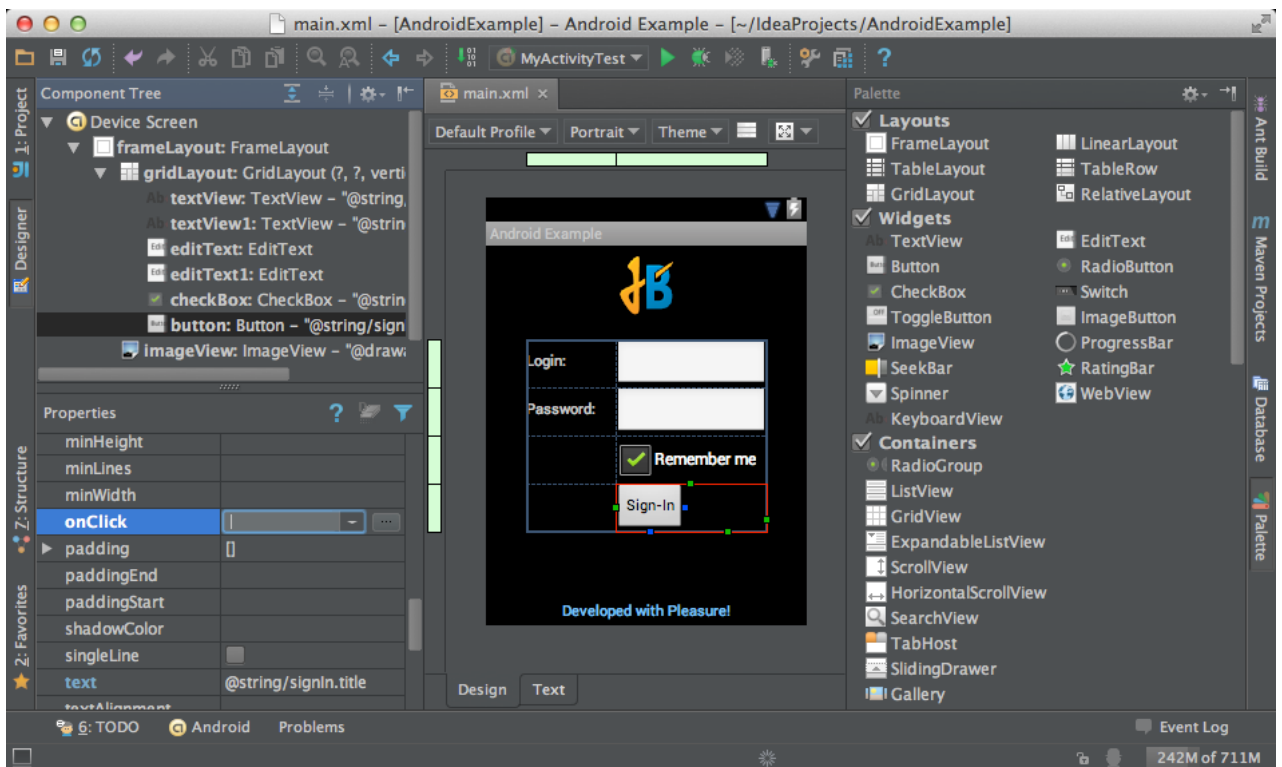 main.xml – [AndroidExample] – Android Example – [~/IdeaProjects/AndroidExample]
MyActivityTest
1: Project
Designer
Z: Structure
2: Favorites
Component Tree
Device Screen
frameLayout: FrameLayout
gridLayout: GridLayout (?, ?, verti
Ab textView: TextView – "@string,
Ab textView1: TextView – "@strin
editText: EditText
editText1: EditText
checkBox: CheckBox – "@strin
button: Button – "@string/sign
imageView: ImageView – "@drawa
Properties
minHeight
minLines
minWidth
onClick
padding []
paddingEnd
paddingStart
shadowColor
singleLine
text @string/signIn.title
textAlignment
main.xml
Default Profile Portrait Theme
Android Example
Login:
Password:
Remember me
Sign-In
Developed with Pleasure!
Design Text
Palette
Layouts
FrameLayout LinearLayout
TableLayout TableRow
GridLayout RelativeLayout
Widgets
Ab TextView EditText
Button RadioButton
CheckBox Switch
ToggleButton ImageButton
ImageView ProgressBar
SeekBar RatingBar
Spinner WebView
Ab KeyboardView
Containers
RadioGroup
ListView
GridView
ExpandableListView
ScrollView
HorizontalScrollView
SearchView
TabHost
SlidingDrawer
Gallery
Ant Build
m Maven Projects
Database
Palette
6: TODO Android Problems Event Log
242M of 711M